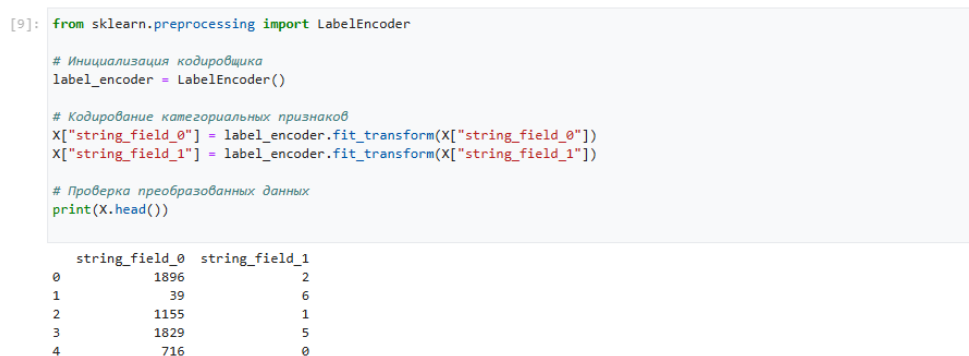 [9]: from sklearn.preprocessing import LabelEncoder
# Инициализация кодировщика
label_encoder = LabelEncoder()
# Кодирование категориальных признаков
X["string_field_0"] = label_encoder.fit_transform(X["string_field_0"])
X["string_field_1"] = label_encoder.fit_transform(X["string_field_1"])
# Проверка преобразованных данных
print(X.head())
string_field_0 string_field_1
0 1896 2
1 39 6
2 1155 1
3 1829 5
4 716 0